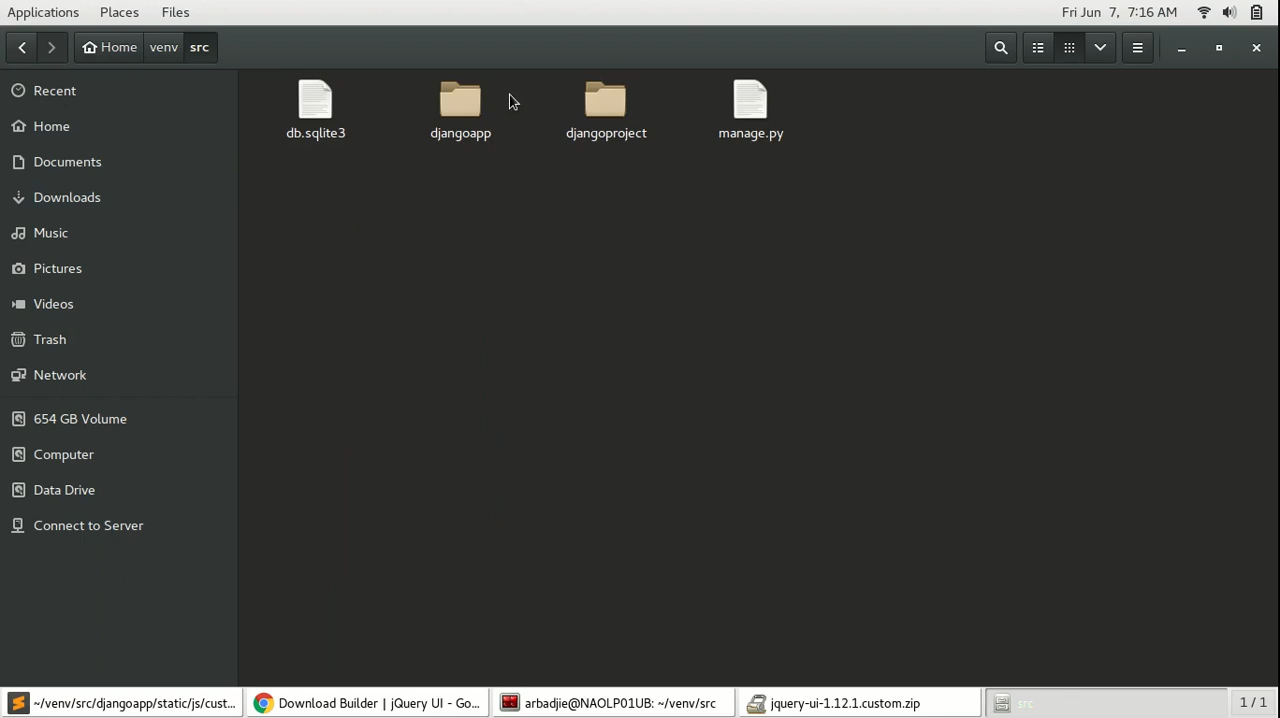 Applications Places Files Fri Jun 7, 7:16 AM
Home venv src
Recent
Home
Documents
Downloads
Music
Pictures
Videos
Trash
Network
654 GB Volume
Computer
Data Drive
Connect to Server
db.sqlite3 djangoapp djangoproject manage.py
~/venv/src/djangoapp/static/js/cust... Download Builder | jQuery UI - Go... arbadjie@NAOLP01UB: ~/venv/src jquery-ui-1.12.1.custom.zip src 1 / 1